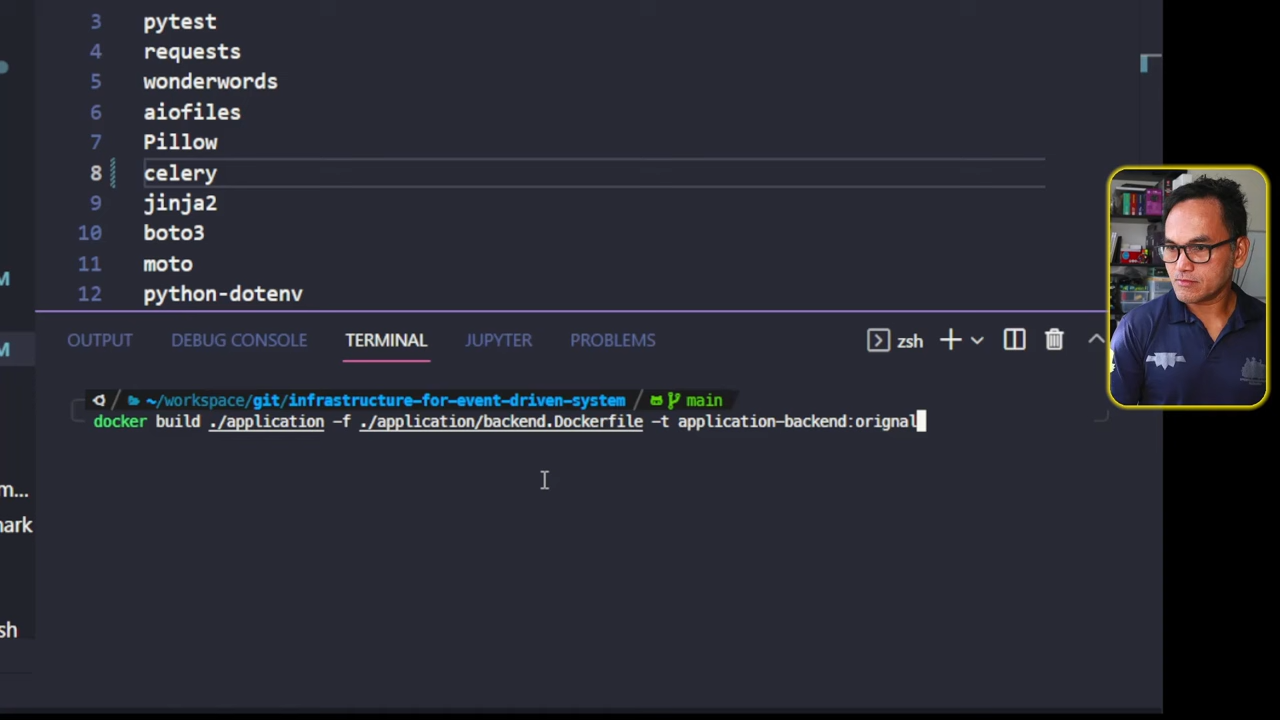 3 pytest
4 requests
5 wonderwords
6 aiofiles
7 Pillow
8 celery
9 jinja2
10 boto3
11 moto
12 python-dotenv
M
M
m...
mark
sh
OUTPUT DEBUG CONSOLE TERMINAL JUPYTER PROBLEMS zsh
~/workspace/git/infrastructure-for-event-driven-system main
docker build ./application -f ./application/backend.Dockerfile -t application-backend:orignal